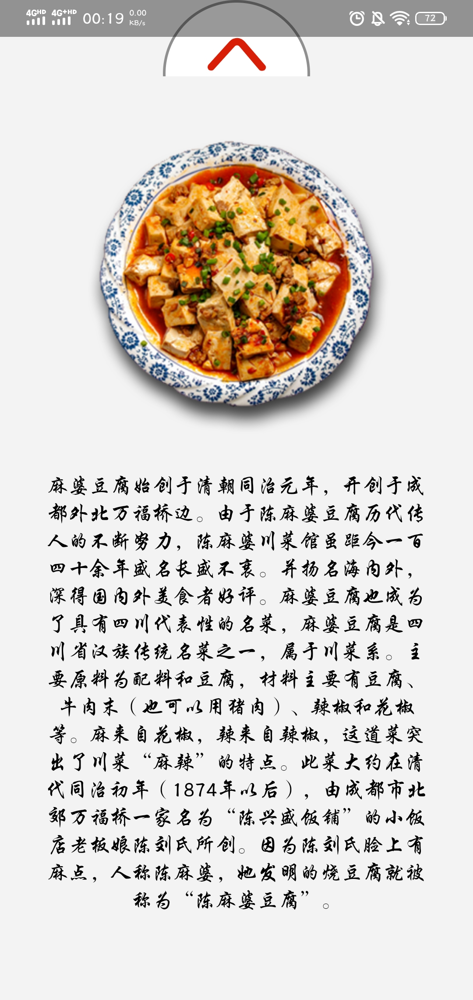 4GHD 4G+HD 00:19 0.00 KB/s 72
麻婆豆腐始创于清朝同治元年，开创于成
都外北万福桥边。由于陈麻婆豆腐历代传
人的不断努力，陈麻婆川菜馆虽距今一百
四十余年盛名长盛不衰。并扬名海内外，
深得国内外美食者好评。麻婆豆腐也成为
了具有四川代表性的名菜，麻婆豆腐是四
川省汉族传统名菜之一，属于川菜系。主
要原料为配料和豆腐，材料主要有豆腐、
牛肉末（也可以用猪肉）、辣椒和花椒
等。麻来自花椒，辣来自辣椒，这道菜突
出了川菜“麻辣”的特点。此菜大约在清
代同治初年（1874年以后），由成都市北
郊万福桥一家名为“陈兴盛饭铺”的小饭
店老板娘陈刘氏所创。因为陈刘氏脸上有
麻点，人称陈麻婆，她发明的烧豆腐就被
称为“陈麻婆豆腐”。